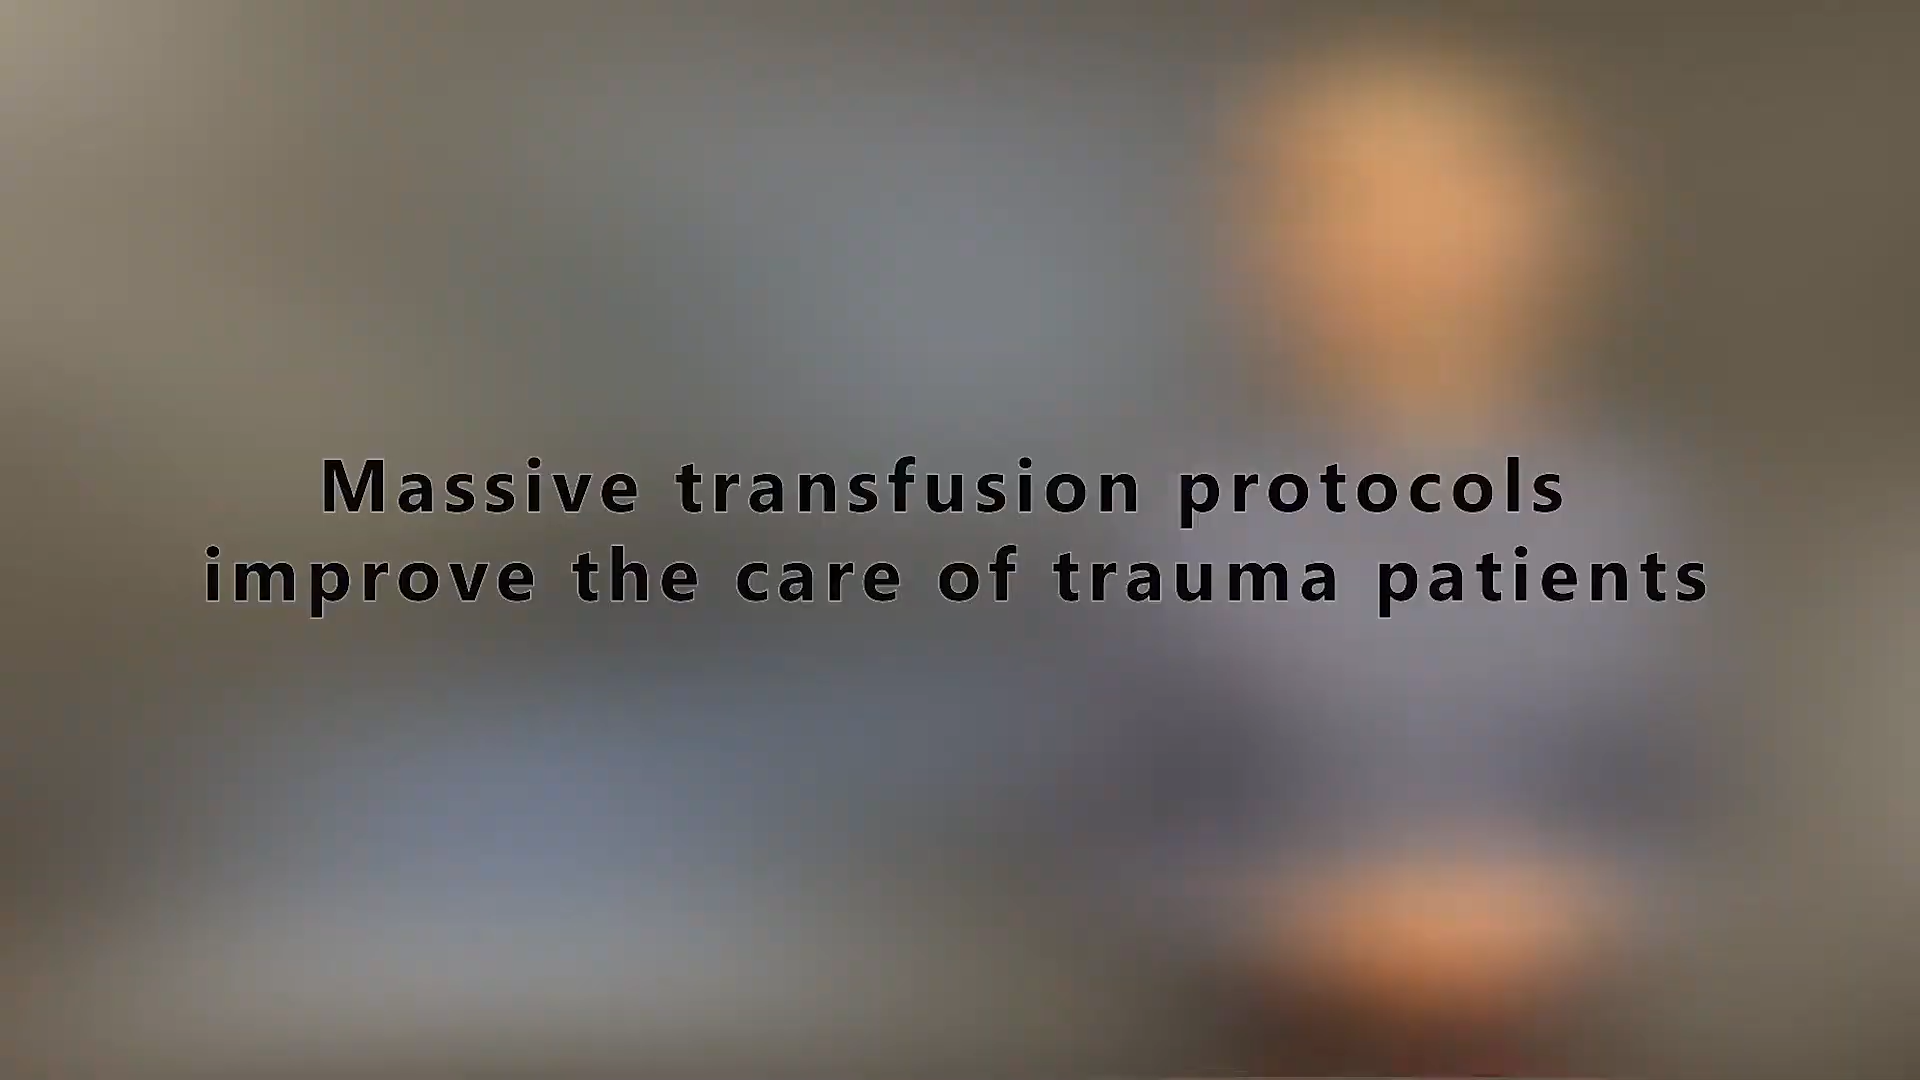 Massive transfusion protocols
improve the care of trauma patients